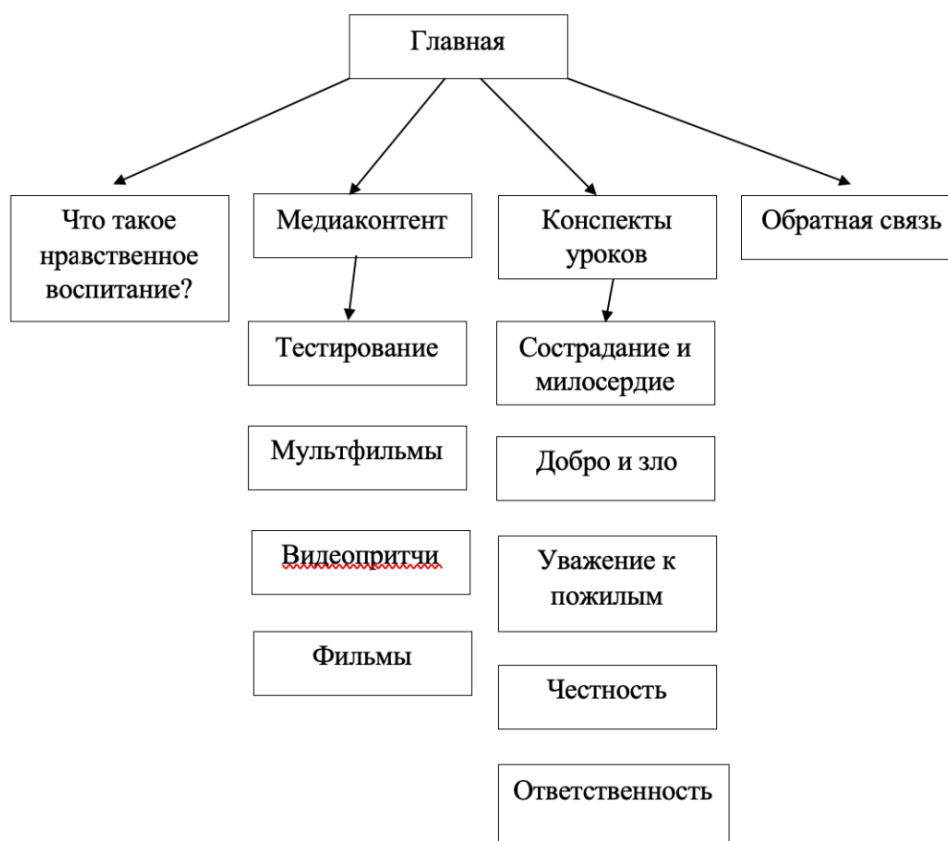 Главная
Что такое
нравственное
воспитание?
Медиаконтент
Конспекты
уроков
Обратная связь
Тестирование
Сострадание и
милосердие
Мультфильмы
Добро и зло
Видеопритчи
Уважение к
пожилым
Фильмы
Честность
Ответственность